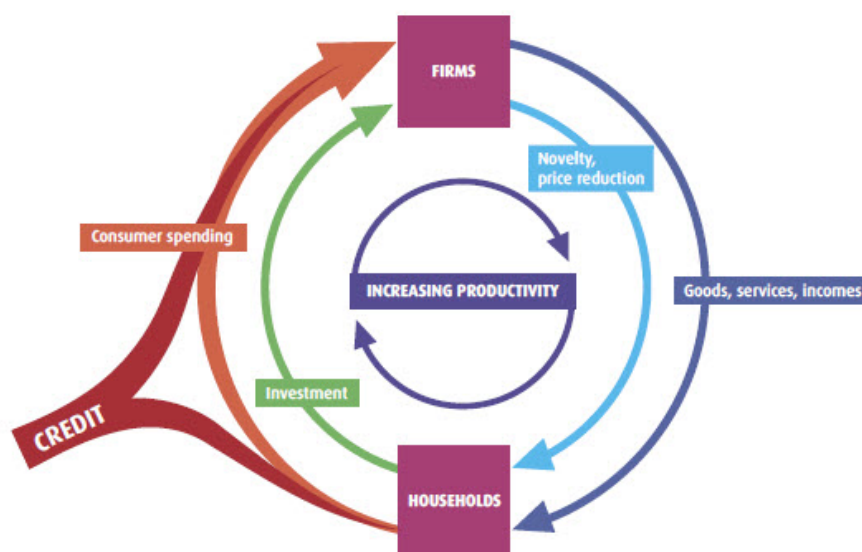 FIRMS
Novelty,
price reduction
Consumer spending
INCREASING PRODUCTIVITY
Goods, services, incomes
Investment
CREDIT
HOUSEHOLDS